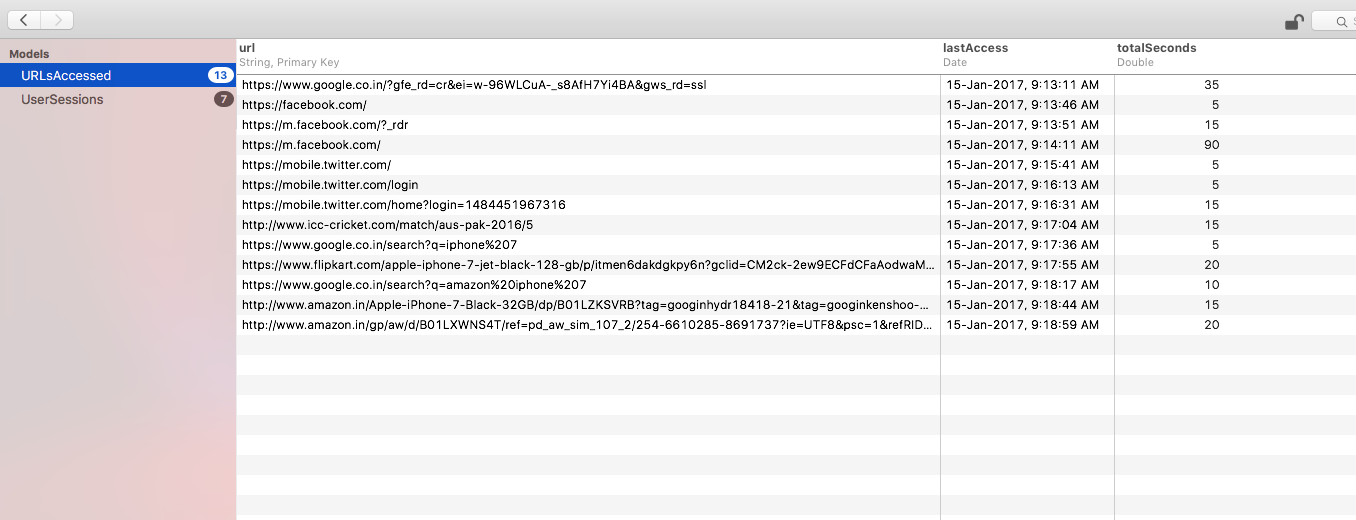 Models
URLsAccessed 13
UserSessions 7
url lastAccess totalSeconds
String, Primary Key Date Double
https://www.google.co.in/?gfe_rd=cr&ei=w-96WLCuA-_s8AfH7Yi4BA&gws_rd=ssl 15-Jan-2017, 9:13:11 AM 35
https://facebook.com/ 15-Jan-2017, 9:13:46 AM 5
https://m.facebook.com/?_rdr 15-Jan-2017, 9:13:51 AM 15
https://m.facebook.com/ 15-Jan-2017, 9:14:11 AM 90
https://mobile.twitter.com/ 15-Jan-2017, 9:15:41 AM 5
https://mobile.twitter.com/login 15-Jan-2017, 9:16:13 AM 5
https://mobile.twitter.com/home?login=1484451967316 15-Jan-2017, 9:16:31 AM 15
http://www.icc-cricket.com/match/aus-pak-2016/5 15-Jan-2017, 9:17:04 AM 15
https://www.google.co.in/search?q=iphone%207 15-Jan-2017, 9:17:36 AM 5
https://www.flipkart.com/apple-iphone-7-jet-black-128-gb/p/itmen6dakdgkpy6n?gclid=CM2ck-2ew9ECFdCFaAodwaM... 15-Jan-2017, 9:17:55 AM 20
https://www.google.co.in/search?q=amazon%20iphone%207 15-Jan-2017, 9:18:17 AM 10
http://www.amazon.in/Apple-iPhone-7-Black-32GB/dp/B01LZKSVRB?tag=googinhydr18418-21&tag=googinkenshoo-... 15-Jan-2017, 9:18:44 AM 15
http://www.amazon.in/gp/aw/d/B01LXWNS4T/ref=pd_aw_sim_107_2/254-6610285-8691737?ie=UTF8&psc=1&refRID... 15-Jan-2017, 9:18:59 AM 20